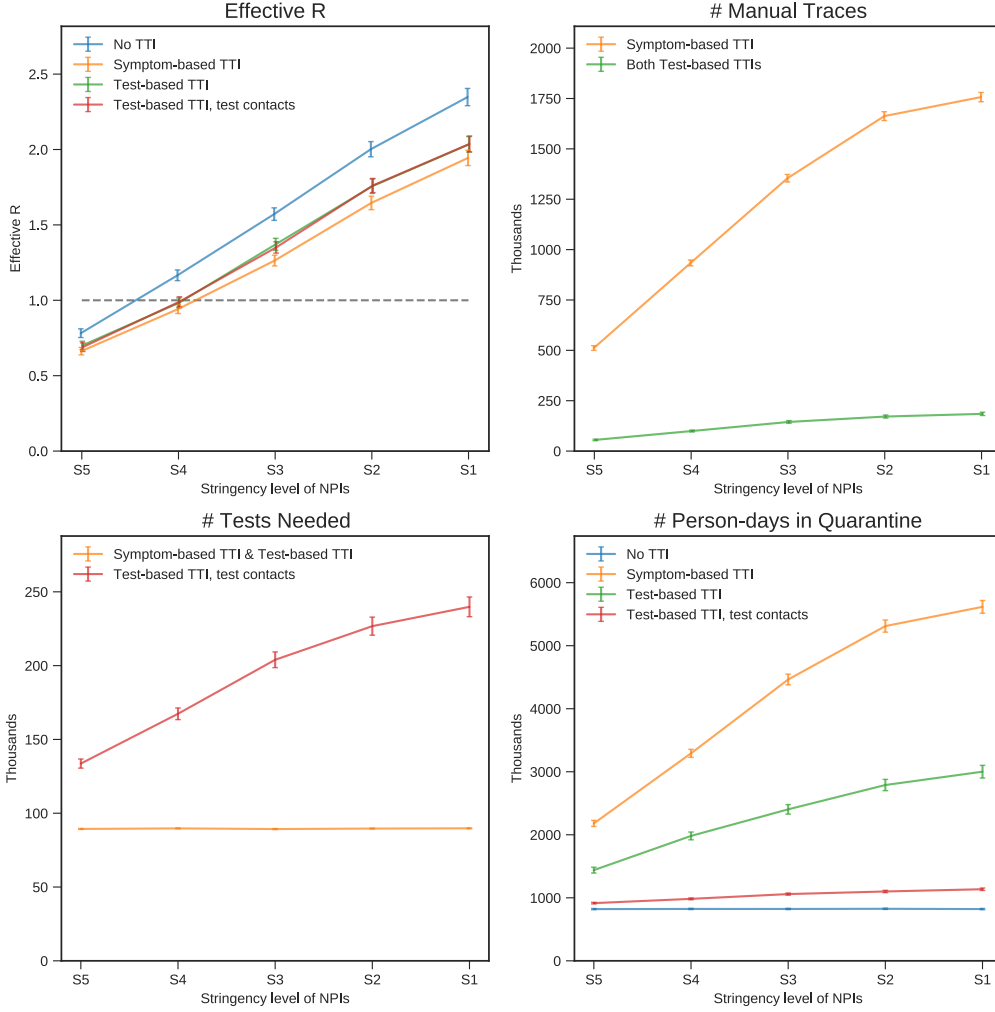 Effective R
No TTI
Symptom-based TTI
Test-based TTI
Test-based TTI, test contacts
2.5
2.0
1.5
1.0
0.5
0.0
Effective R
S5 S4 S3 S2 S1
Stringency level of NPIs
# Manual Traces
Symptom-based TTI
Both Test-based TTIs
2000
1750
1500
1250
1000
750
500
250
0
Thousands
S5 S4 S3 S2 S1
Stringency level of NPIs
# Tests Needed
Symptom-based TTI & Test-based TTI
Test-based TTI, test contacts
250
200
150
100
50
0
Thousands
S5 S4 S3 S2 S1
Stringency level of NPIs
# Person-days in Quarantine
No TTI
Symptom-based TTI
Test-based TTI
Test-based TTI, test contacts
6000
5000
4000
3000
2000
1000
0
Thousands
S5 S4 S3 S2 S1
Stringency level of NPIs